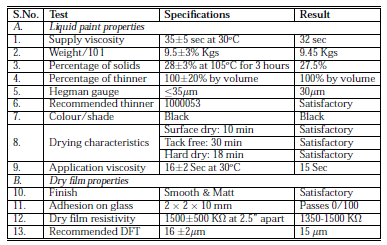 S.No. Test Specifications Result
A. Liquid paint properties
1. Supply viscosity 35±5 sec at 30ºC 32 sec
2. Weight/10 l 9.5±3% Kgs 9.45 Kgs
3. Percentage of solids 28±3% at 105ºC for 3 hours 27.5%
4. Percentage of thinner 100±20% by volume 100% by volume
5. Hegman gauge <35μm 30μm
6. Recommended thinner 1000053 Satisfactory
7. Colour/shade Black Black
8. Drying characteristics Surface dry: 10 min Satisfactory
Tack free: 30 min Satisfactory
Hard dry: 18 min Satisfactory
9. Application viscosity 16±2 Sec at 30ºC 15 Sec
B. Dry film properties
10. Finish Smooth & Matt Satisfactory
11. Adhesion on glass 2 × 2 × 10 mm Passes 0/100
12. Dry film resistivity 1500±500 KΩ at 2.5" apart 1350-1500 KΩ
13. Recommended DFT 16 ±2μm 15 μm